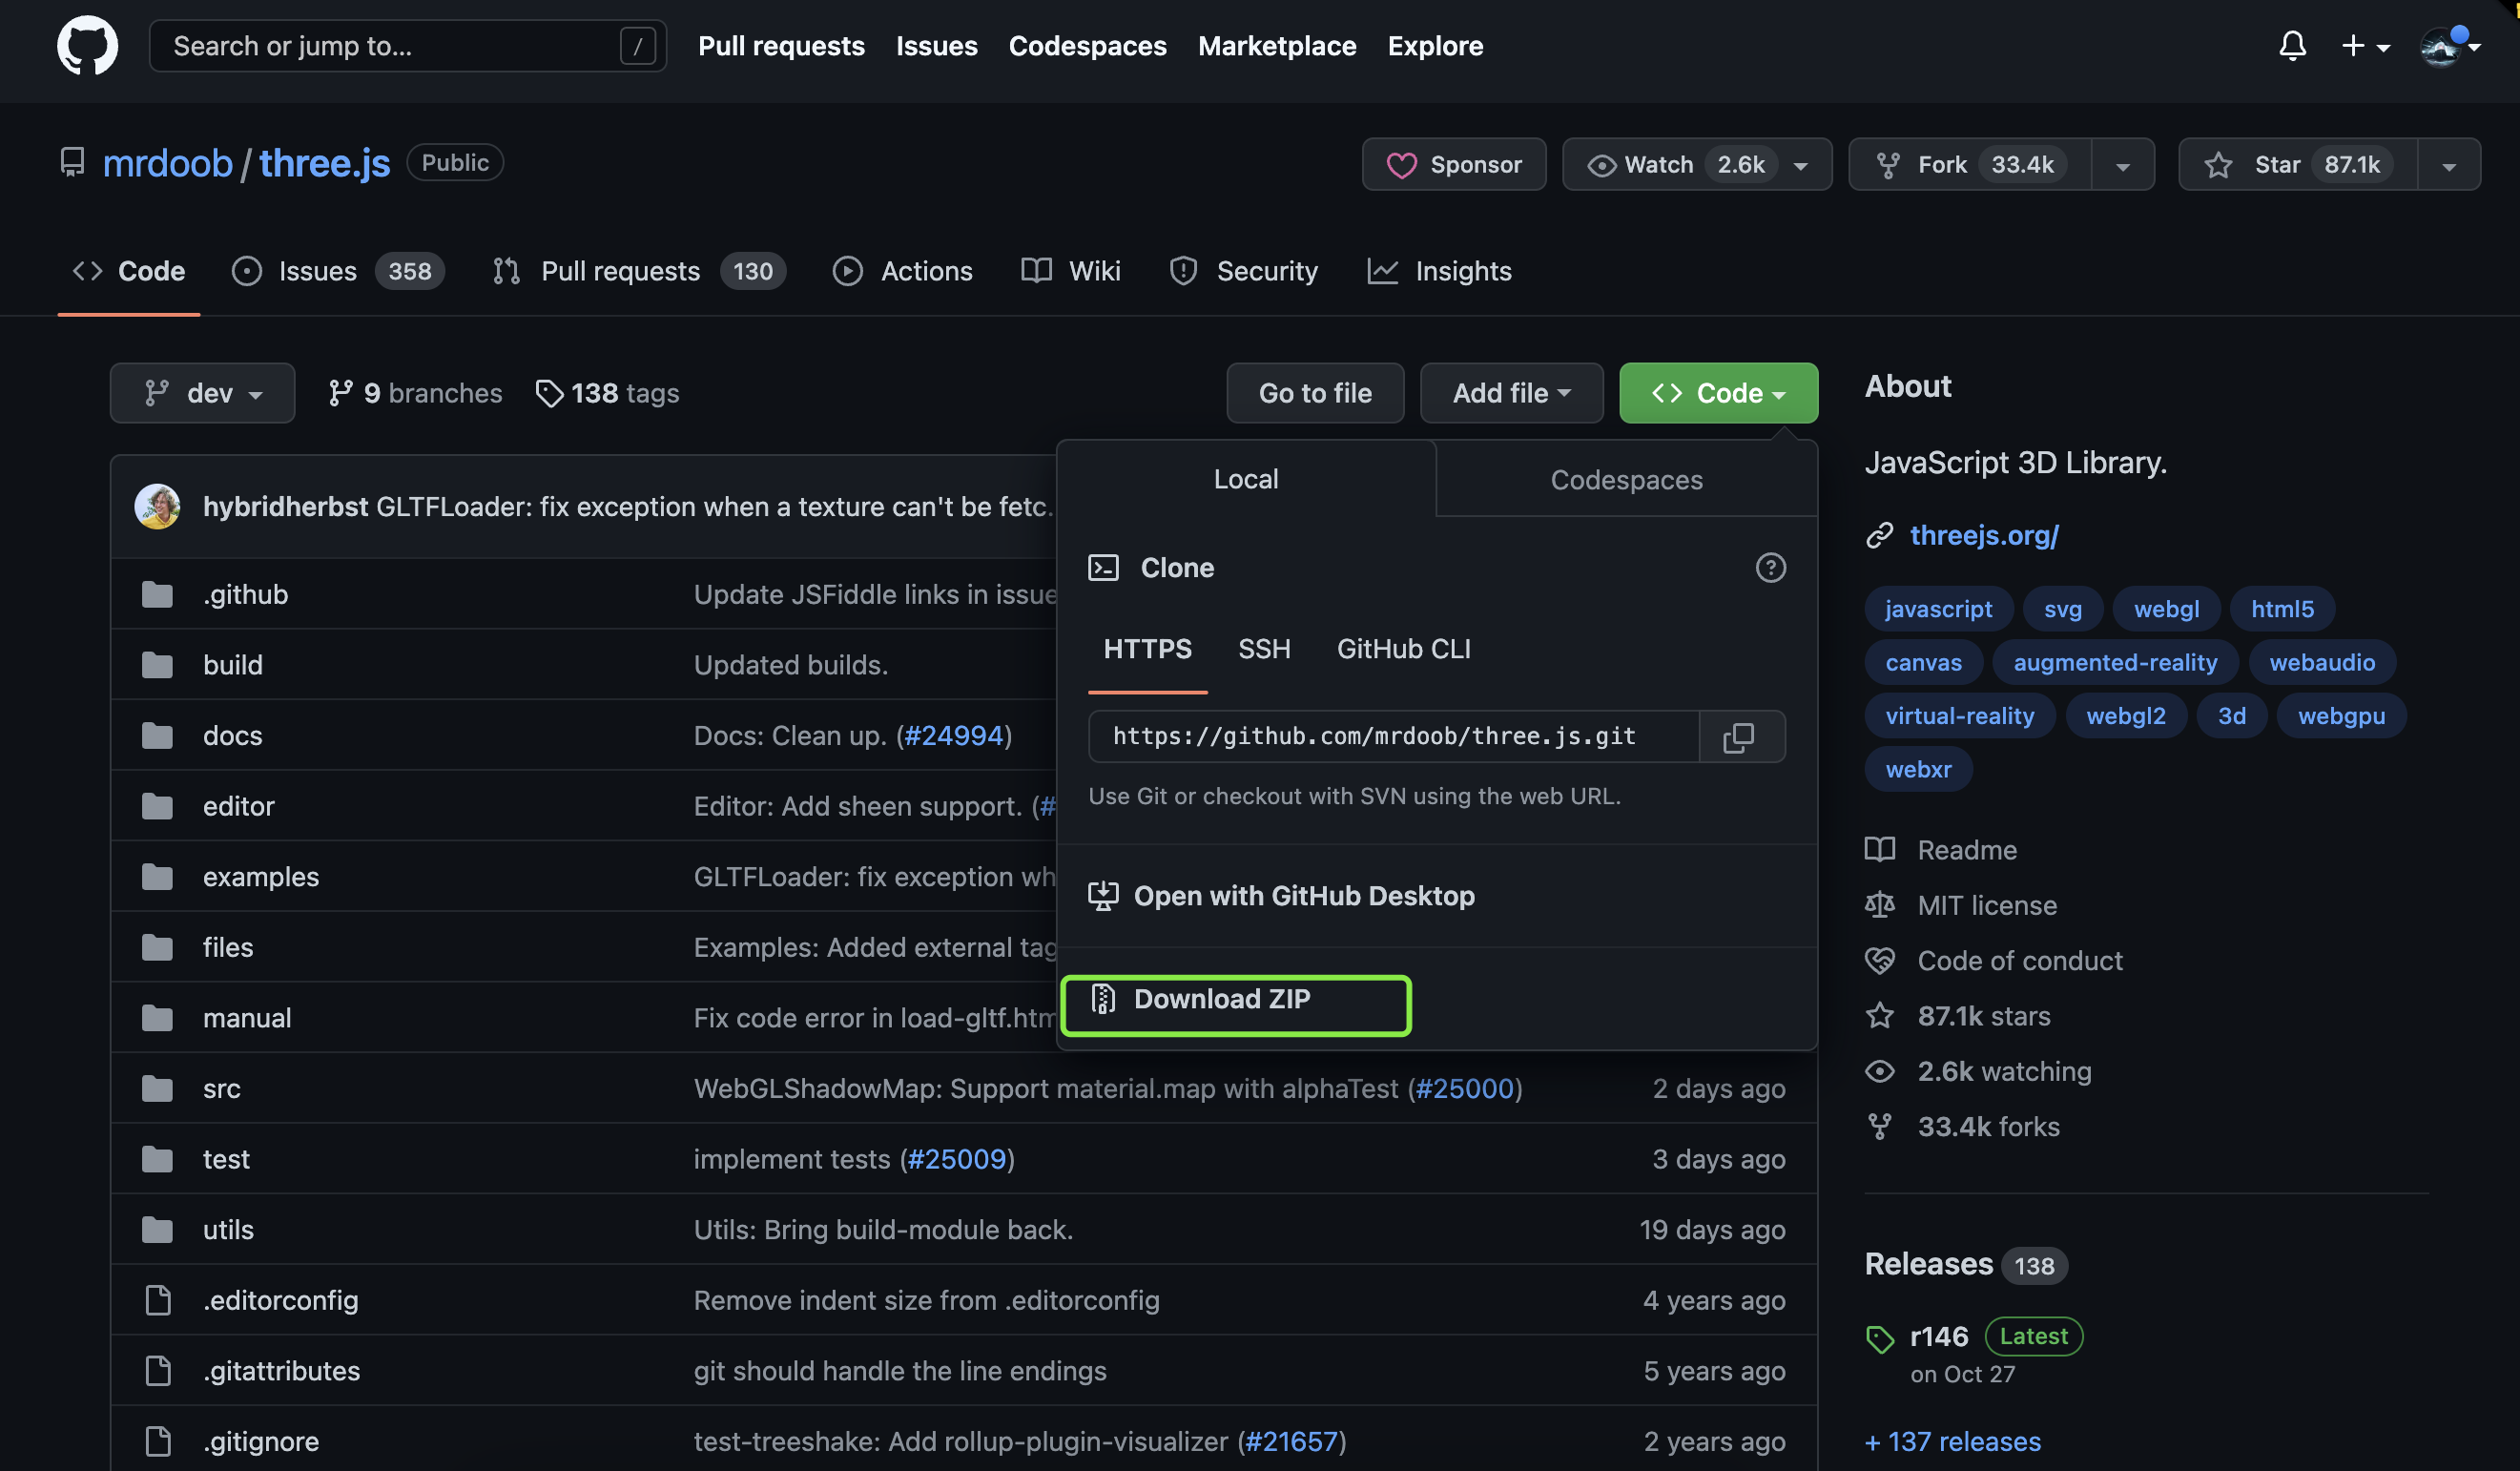 Search or jump to... / Pull requests Issues Codespaces Marketplace Explore
mrdoob / three.js Public Sponsor Watch 2.6k Fork 33.4k Star 87.1k
Code Issues 358 Pull requests 130 Actions Wiki Security Insights
dev 9 branches 138 tags Go to file Add file Code
Local Codespaces
Clone
HTTPS SSH GitHub CLI
https://github.com/mrdoob/three.js.git
Use Git or checkout with SVN using the web URL.
Open with GitHub Desktop
Download ZIP
hybridherbst GLTFLoader: fix exception when a texture can't be fetc.
.github Update JSFiddle links in issue
build Updated builds.
docs Docs: Clean up. (#24994)
editor Editor: Add sheen support. (#
examples GLTFLoader: fix exception wh
files Examples: Added external tag
manual Fix code error in load-gltf.htm
src WebGLShadowMap: Support material.map with alphaTest (#25000) 2 days ago
test implement tests (#25009) 3 days ago
utils Utils: Bring build-module back. 19 days ago
.editorconfig Remove indent size from .editorconfig 4 years ago
.gitattributes git should handle the line endings 5 years ago
.gitignore test-treeshake: Add rollup-plugin-visualizer (#21657) 2 years ago
About
JavaScript 3D Library.
threejs.org/
javascript svg webgl html5
canvas augmented-reality webaudio
virtual-reality webgl2 3d webgpu
webxr
Readme
MIT license
Code of conduct
87.1k stars
2.6k watching
33.4k forks
Releases 138
r146 Latest
on Oct 27
+ 137 releases